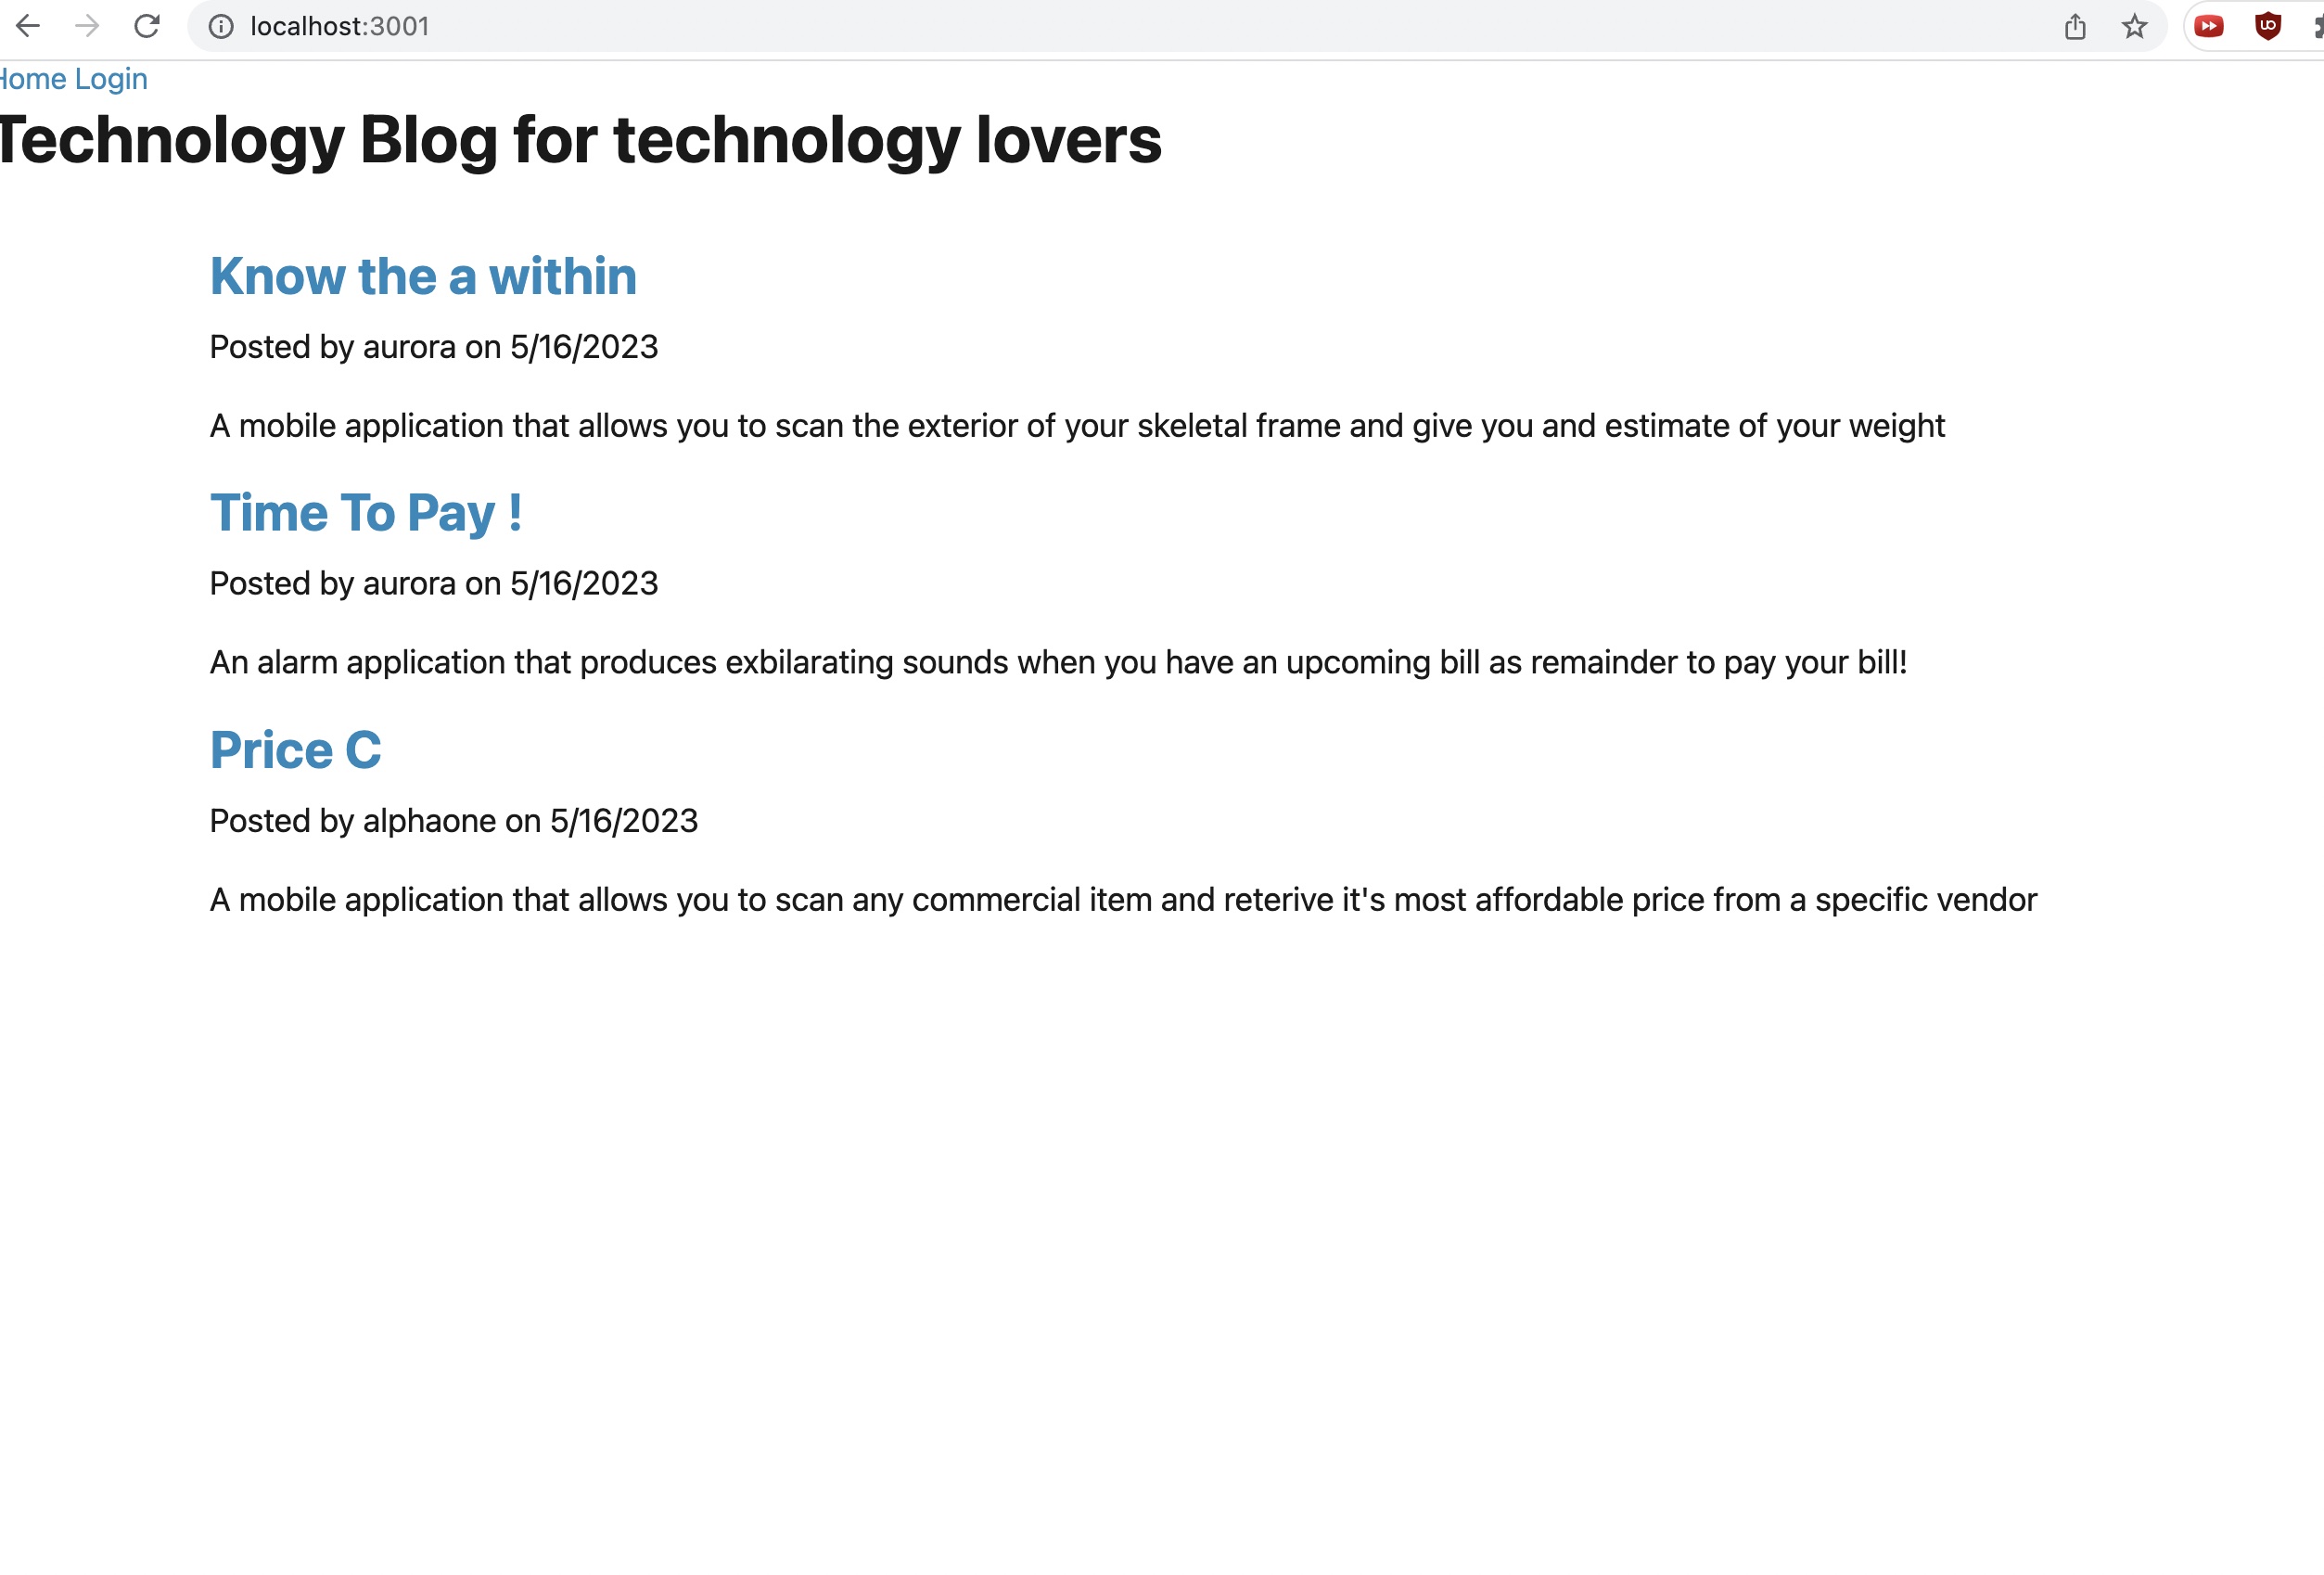 localhost:3001
Home Login
Technology Blog for technology lovers
Know the a within
Posted by aurora on 5/16/2023
A mobile application that allows you to scan the exterior of your skeletal frame and give you and estimate of your weight
Time To Pay !
Posted by aurora on 5/16/2023
An alarm application that produces exbilarating sounds when you have an upcoming bill as remainder to pay your bill!
Price C
Posted by alphaone on 5/16/2023
A mobile application that allows you to scan any commercial item and reterive it's most affordable price from a specific vendor